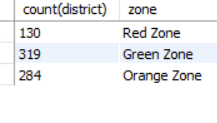 count(district) zone
130 Red Zone
319 Green Zone
284 Orange Zone